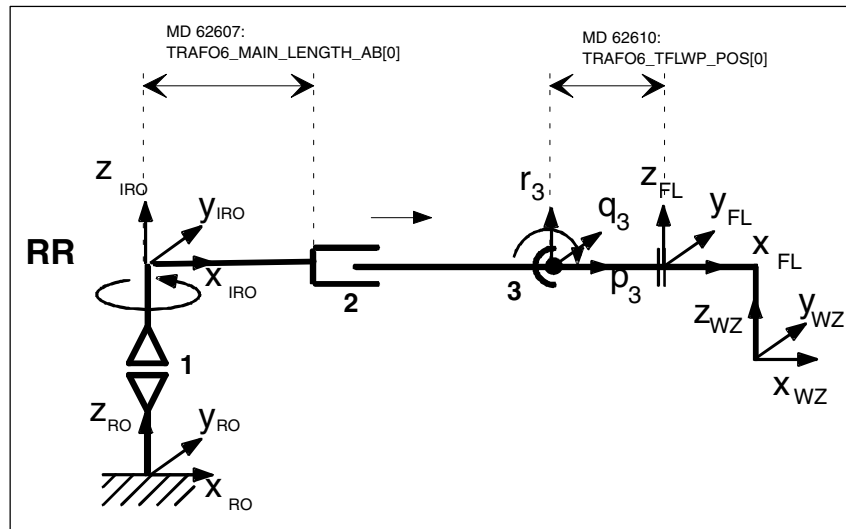 MD 62607:
TRAFO6_MAIN_LENGTH_AB[0]
MD 62610:
TRAFO6_TFLWP_POS[0]
z IRO
y IRO
x IRO
RR
r3
q3
p3
z FL
y FL
x FL
2
3
1
z WZ
y WZ
x WZ
z RO
y RO
x RO